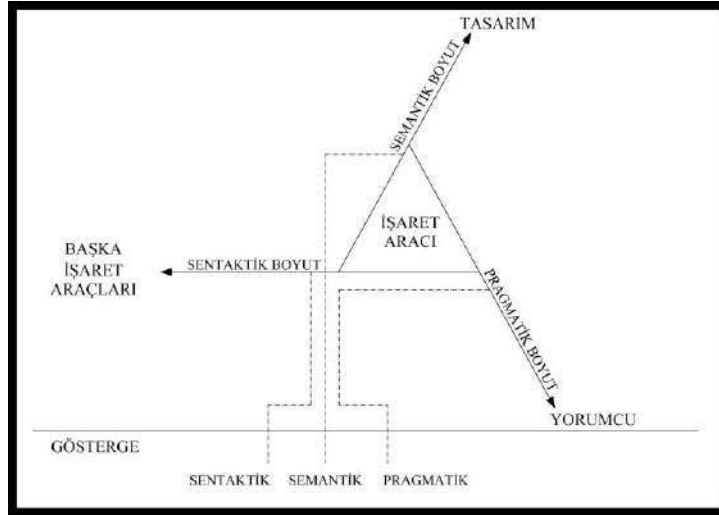 TASARIM
SEMANTİK BOYUT
İŞARET
ARACI
BAŞKA
İŞARET
ARAÇLARI
SENTAKTİK BOYUT
PRAGMATİK BOYUT
YORUMCU
GÖSTERGE
SENTAKTİK SEMANTİK PRAGMATİK